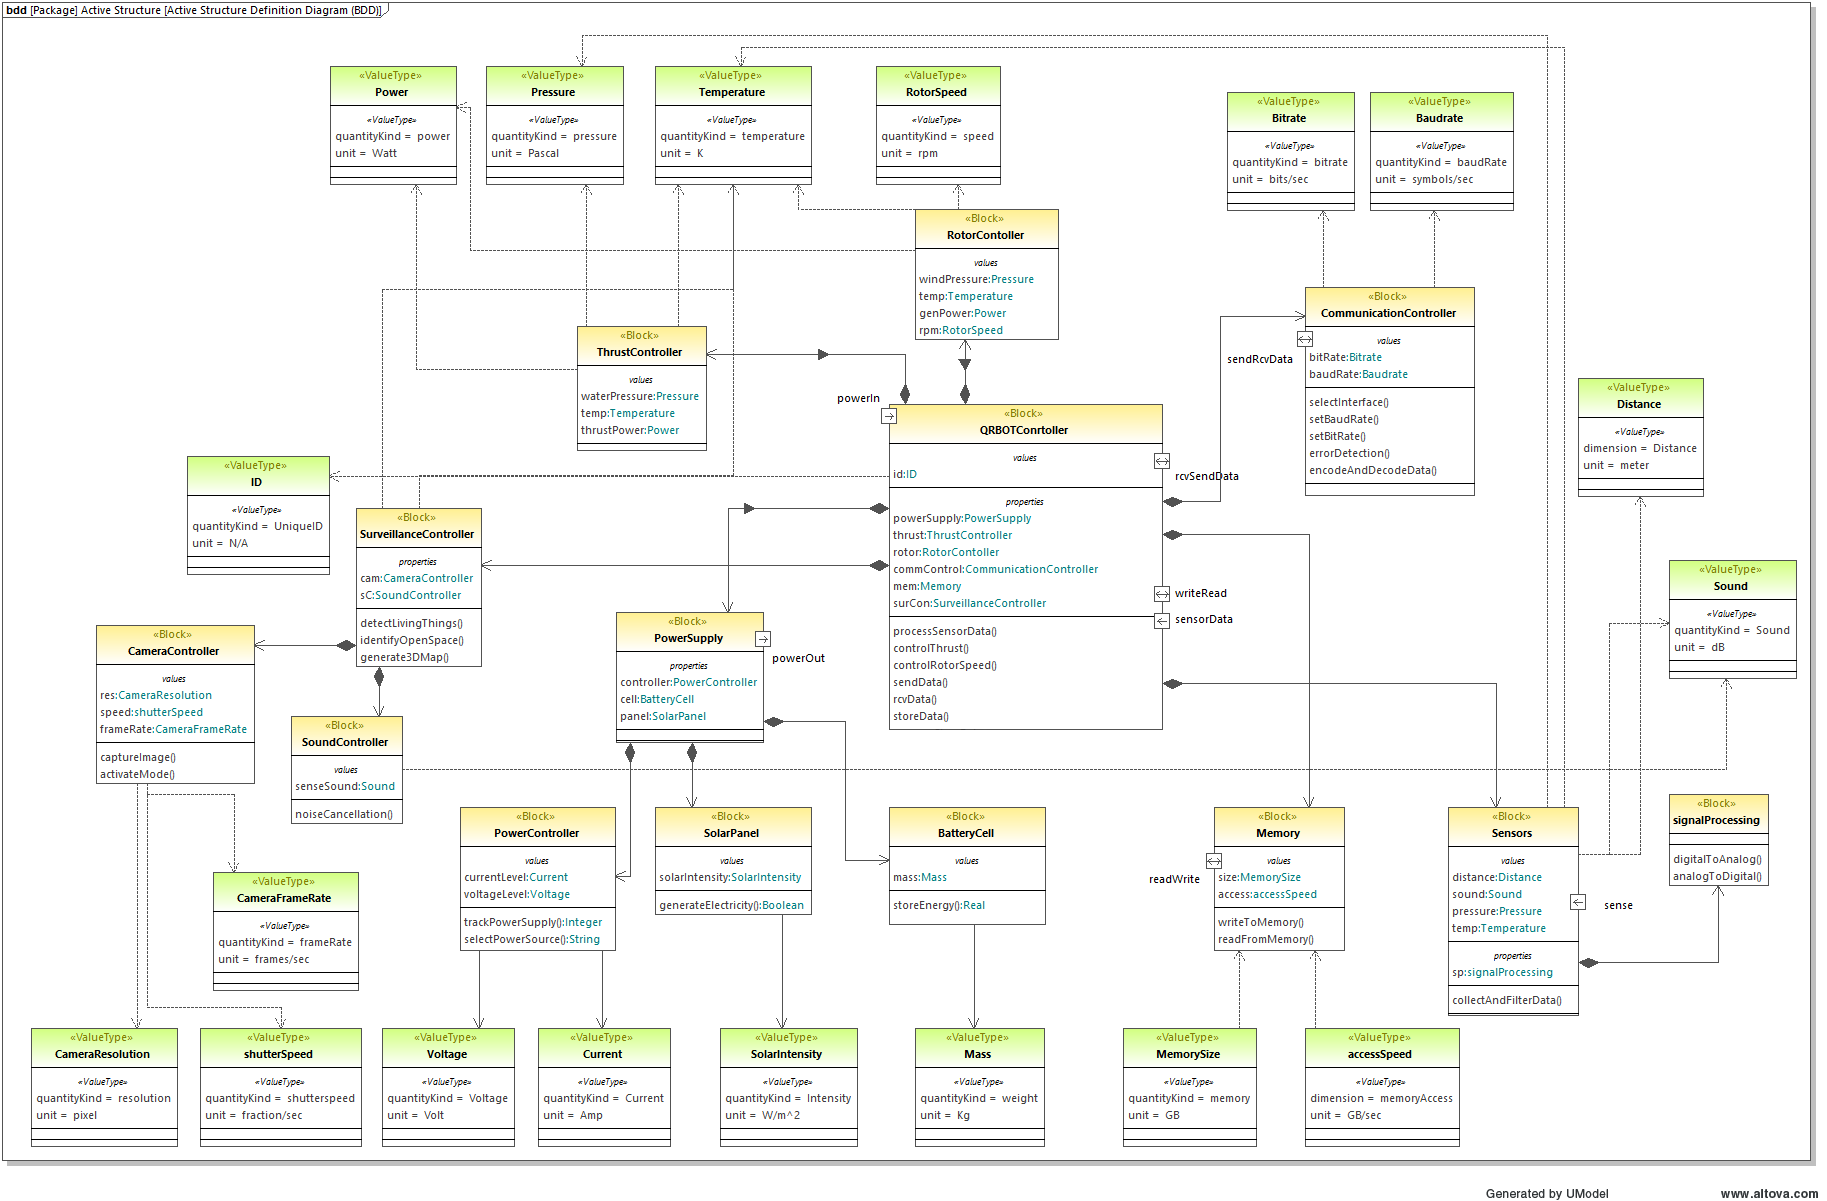 bdd [Package] Active Structure [Active Structure Definition Diagram (BDD)]
«ValueType»
Power
«ValueType»
quantityKind = power
unit = Watt
«ValueType»
Pressure
«ValueType»
quantityKind = pressure
unit = Pascal
«ValueType»
Temperature
«ValueType»
quantityKind = temperature
unit = K
«ValueType»
RotorSpeed
«ValueType»
quantityKind = speed
unit = rpm
«ValueType»
Bitrate
«ValueType»
quantityKind = bitrate
unit = bits/sec
«ValueType»
Baudrate
«ValueType»
quantityKind = baudRate
unit = symbols/sec
«Block»
RotorContoller
values
windPressure:Pressure
temp:Temperature
genPower:Power
rpm:RotorSpeed
«Block»
ThrustController
values
waterPressure:Pressure
temp:Temperature
thrustPower:Power
«Block»
CommunicationController
values
bitRate:Bitrate
baudRate:Baudrate
selectInterface()
setBaudRate()
setBitRate()
errorDetection()
encodeAndDecodeData()
sendRcvData
«ValueType»
Distance
«ValueType»
dimension = Distance
unit = meter
powerIn
«Block»
QRBOTConrtoller
values
id:ID
properties
powerSupply:PowerSupply
thrust:ThrustController
rotor:RotorContoller
commControl:CommunicationController
mem:Memory
surCon:SurveillanceController
processSensorData()
controlThrust()
controlRotorSpeed()
sendData()
rcvData()
storeData()
rcvSendData
writeRead
sensorData
«ValueType»
ID
«ValueType»
quantityKind = UniqueID
unit = N/A
«Block»
SurveillanceController
properties
cam:CameraController
sC:SoundController
detectLivingThings()
identifyOpenSpace()
generate3DMap()
«ValueType»
Sound
«ValueType»
quantityKind = Sound
unit = dB
«Block»
CameraController
values
res:CameraResolution
speed:shutterSpeed
frameRate:CameraFrameRate
captureImage()
activateMode()
«Block»
PowerSupply
properties
controller:PowerController
cell:BatteryCell
panel:SolarPanel
powerOut
«Block»
SoundController
values
senseSound:Sound
noiseCancellation()
«Block»
PowerController
values
currentLevel:Current
voltageLevel:Voltage
trackPowerSupply():Integer
selectPowerSource():String
«Block»
SolarPanel
values
solarIntensity:SolarIntensity
generateElectricity():Boolean
«Block»
BatteryCell
values
mass:Mass
storeEnergy():Real
«Block»
Memory
values
size:MemorySize
access:accessSpeed
writeToMemory()
readFromMemory()
readWrite
«Block»
Sensors
values
distance:Distance
sound:Sound
pressure:Pressure
temp:Temperature
properties
sp:signalProcessing
collectAndFilterData()
sense
«Block»
signalProcessing
digitalToAnalog()
analogToDigital()
«ValueType»
CameraFrameRate
«ValueType»
quantityKind = frameRate
unit = frames/sec
«ValueType»
CameraResolution
«ValueType»
quantityKind = resolution
unit = pixel
«ValueType»
shutterSpeed
«ValueType»
quantityKind = shutterspeed
unit = fraction/sec
«ValueType»
Voltage
«ValueType»
quantityKind = Voltage
unit = Volt
«ValueType»
Current
«ValueType»
quantityKind = Current
unit = Amp
«ValueType»
SolarIntensity
«ValueType»
quantityKind = Intensity
unit = W/m^2
«ValueType»
Mass
«ValueType»
quantityKind = weight
unit = Kg
«ValueType»
MemorySize
«ValueType»
quantityKind = memory
unit = GB
«ValueType»
accessSpeed
«ValueType»
dimension = memoryAccess
unit = GB/sec
Generated by UModel www.altova.com